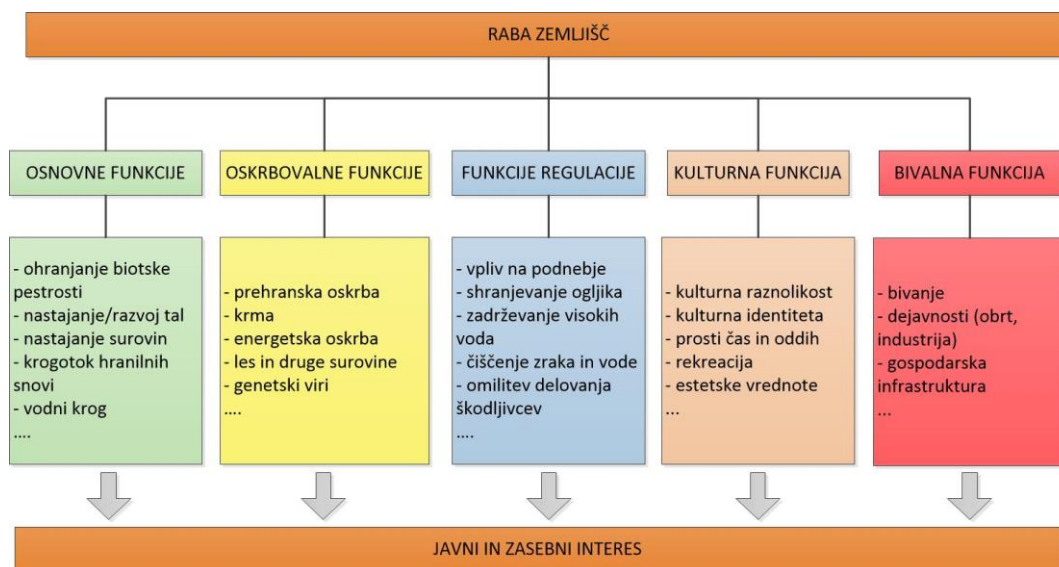 RABA ZEMLJIŠČ
OSNOVNE FUNKCIJE
OSKRBOVALNE FUNKCIJE
FUNKCIJE REGULACIJE
KULTURNA FUNKCIJA
BIVALNA FUNKCIJA
- ohranjanje biotske
pestrosti
- nastajanje/razvoj tal
- nastajanje surovin
- krogotok hranilnih
snovi
- vodni krog
....
- prehranska oskrba
- krma
- energetska oskrba
- les in druge surovine
- genetski viri
....
- vpliv na podnebje
- shranjevanje ogljika
- zadrževanje visokih
voda
- čiščenje zraka in vode
- omilitev delovanja
škodljivcev
....
- kulturna raznolikost
- kulturna identiteta
- prosti čas in oddih
- rekreacija
- estetske vrednote
...
- bivanje
- dejavnosti (obrt,
industrija)
- gospodarska
infrastruktura
...
JAVNI IN ZASEBNI INTERES